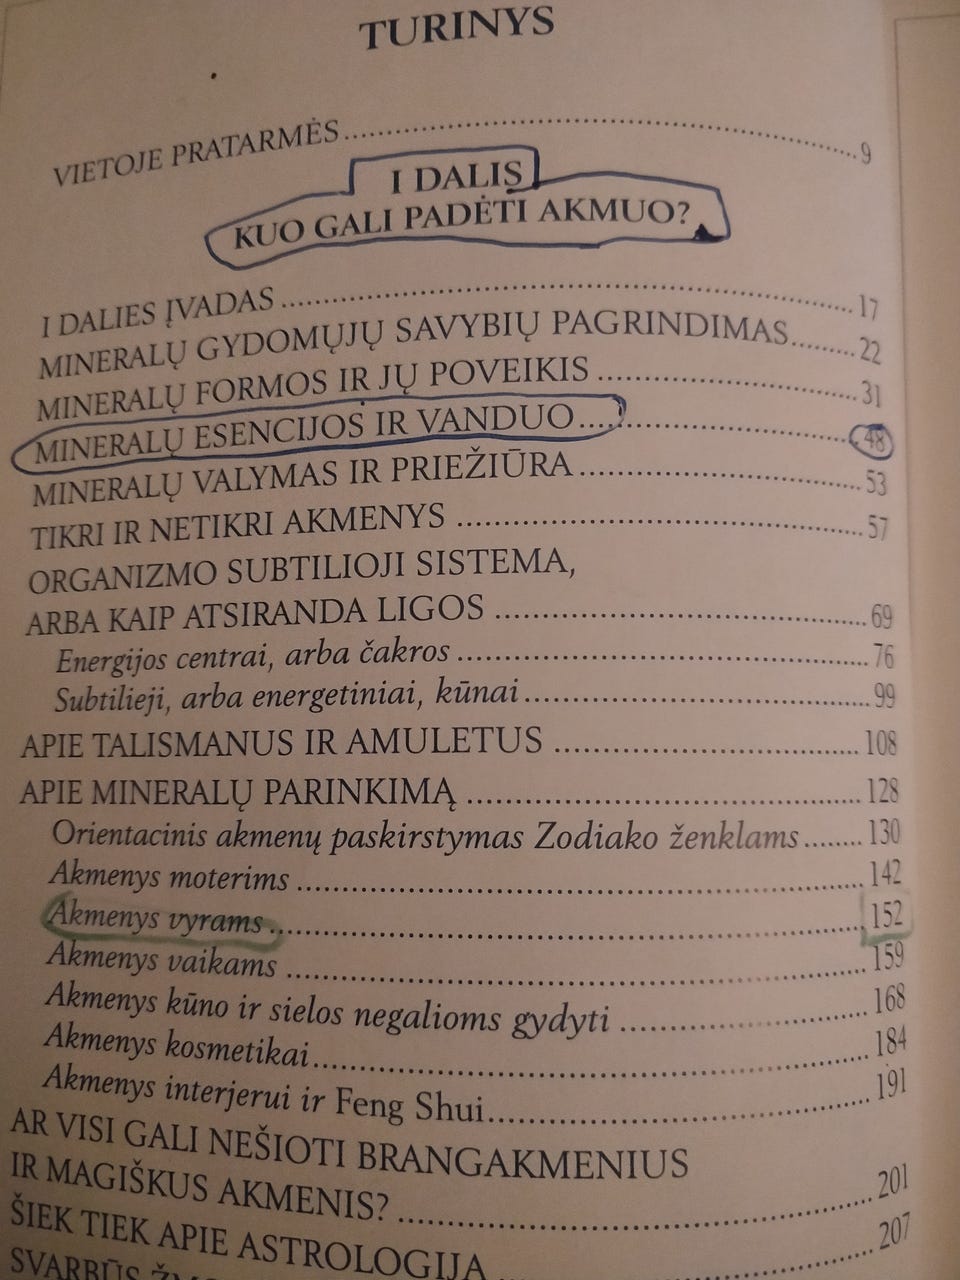 TURINYS
VIETOJE PRATARMĖS....................9
I DALIS
KUO GALI PADĖTI AKMUO?
I DALIES ĮVADAS....................17
MINERALŲ GYDOMŲJŲ SAVYBIŲ PAGRINDIMAS..........22
MINERALŲ FORMOS IR JŲ POVEIKIS....................31
MINERALŲ ESENCIJOS IR VANDUO....................48
MINERALŲ VALYMAS IR PRIEŽIŪRA....................53
TIKRI IR NETIKRI AKMENYS....................57
ORGANIZMO SUBTILIOJI SISTEMA,
ARBA KAIP ATSIRANDA LIGOS....................69
Energijos centrai, arba čakros....................76
Subtilieji, arba energetiniai, kūnai....................99
APIE TALISMANUS IR AMULETUS....................108
APIE MINERALŲ PARINKIMĄ....................128
Orientacinis akmenų paskirstymas Zodiako ženklams........130
Akmenys moterims....................142
Akmenys vyrams....................152
Akmenys vaikams....................159
Akmenys kūno ir sielos negalioms gydyti....................168
Akmenys kosmetikai....................184
Akmenys interjerui ir Feng Shui....................191
AR VISI GALI NEŠIOTI BRANGAKMENIUS
IR MAGIŠKUS AKMENIS?....................201
ŠIEK TIEK APIE ASTROLOGIJĄ....................207
SVARBŪS